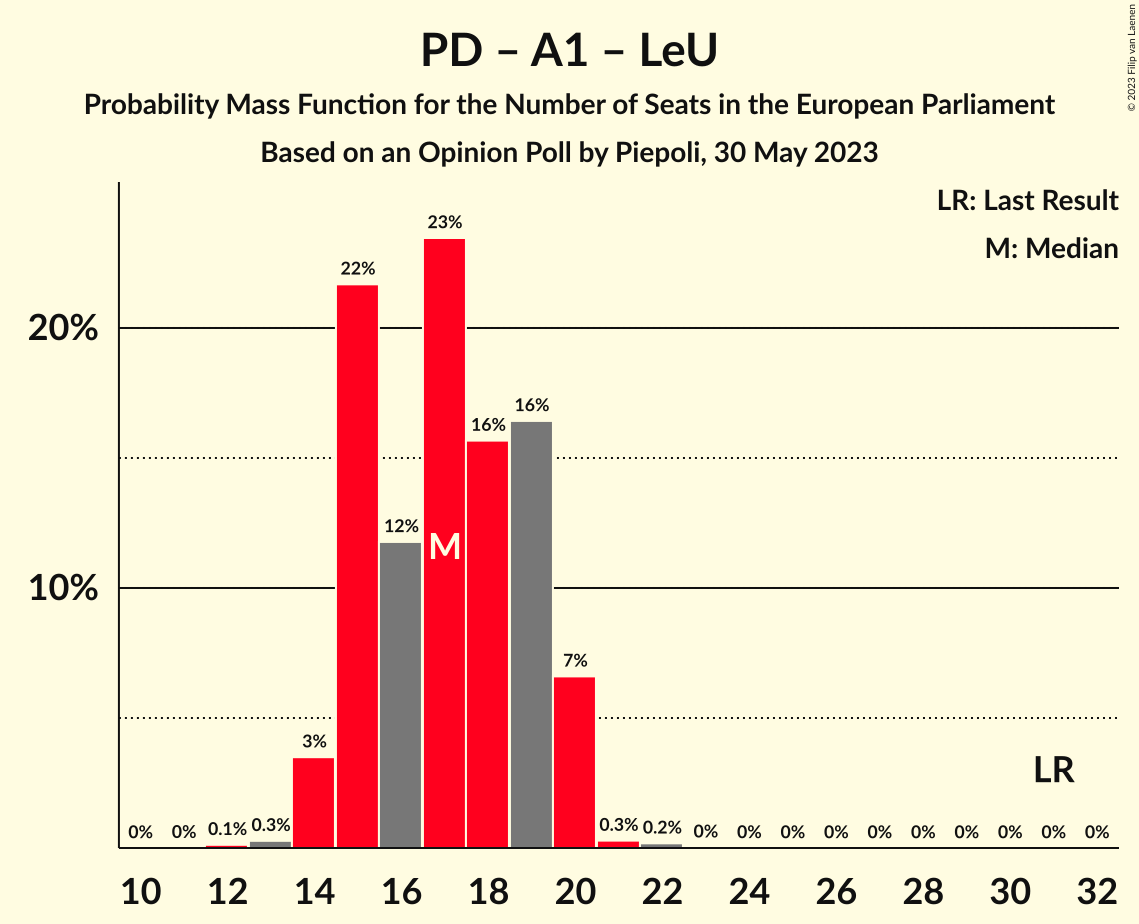 PD – A1 – LeU
Probability Mass Function for the Number of Seats in the European Parliament
Based on an Opinion Poll by Piepoli, 30 May 2023
© 2023 Filip van Laenen
LR: Last Result
M: Median
20%
10%
0% 0% 0.1% 0.3% 3% 22% 12% 23% 16% 16% 7% 0.3% 0.2% 0% 0% 0% 0% 0% 0% 0% 0% 0% 0%
M
LR
10 12 14 16 18 20 22 24 26 28 30 32